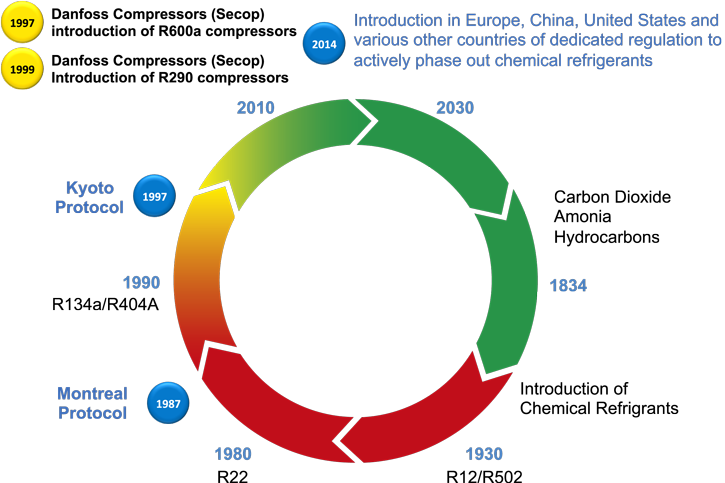 1997
Danfoss Compressors (Secop)
introduction of R600a compressors
1999
Danfoss Compressors (Secop)
Introduction of R290 compressors
2014
Introduction in Europe, China, United States and
various other countries of dedicated regulation to
actively phase out chemical refrigerants
2010
2030
Kyoto
Protocol
1997
Carbon Dioxide
Amonia
Hydrocarbons
1990
R134a/R404A
1834
Montreal
Protocol
1987
Introduction of
Chemical Refrigrants
1980
R22
1930
R12/R502